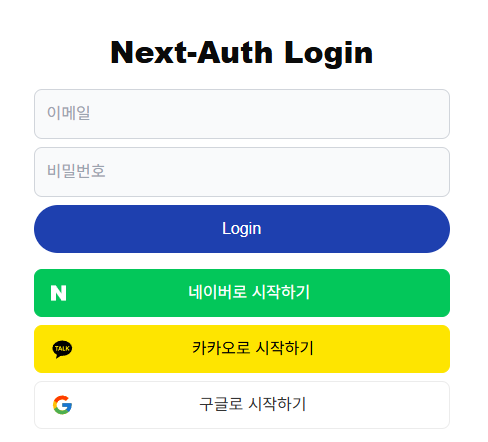 Next-Auth Login
이메일
비밀번호
Login
N 네이버로 시작하기
TALK 카카오로 시작하기
G 구글로 시작하기